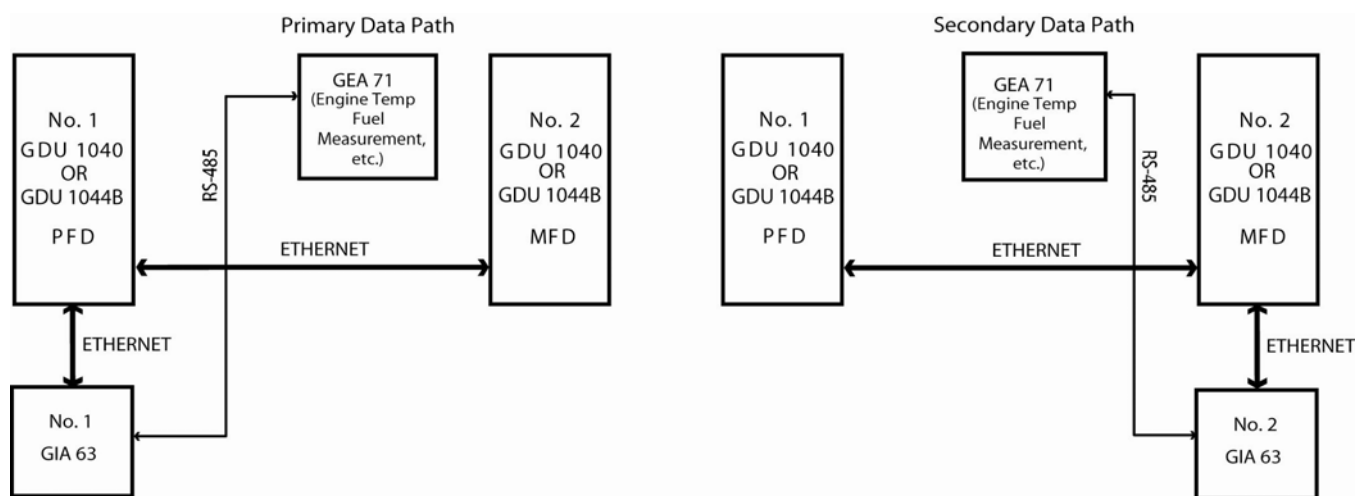 Primary Data Path
No. 1
GDU 1040
OR
GDU 1044B
PFD
GEA 71
(Engine Temp
Fuel
Measurement,
etc.)
No. 2
GDU 1040
OR
GDU 1044B
MFD
RS-485
ETHERNET
ETHERNET
No. 1
GIA 63
Secondary Data Path
No. 1
GDU 1040
OR
GDU 1044B
PFD
GEA 71
(Engine Temp
Fuel
Measurement,
etc.)
No. 2
GDU 1040
OR
GDU 1044B
MFD
RS-485
ETHERNET
ETHERNET
No. 2
GIA 63